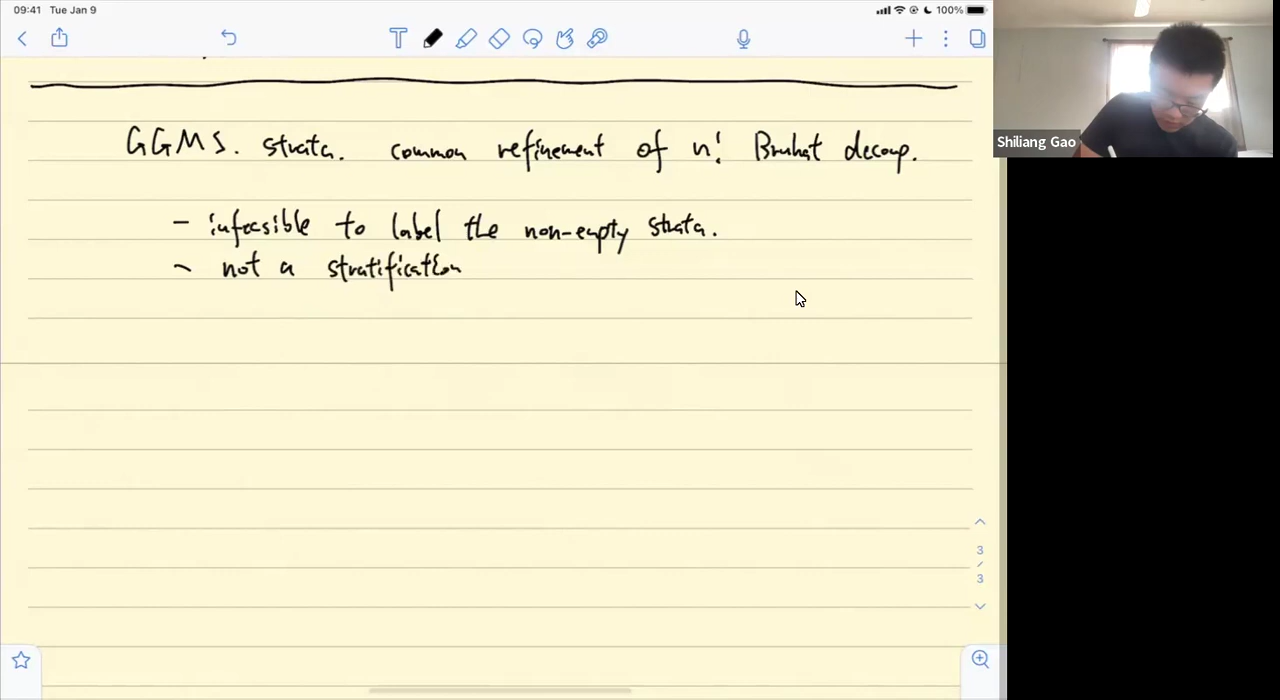 09:41 Tue Jan 9
100%
Shiliang Gao
GGMS. strata. common refinement of n! Bruhat decomp.
- infeasible to label the non-empty strata.
- not a stratification
3
3